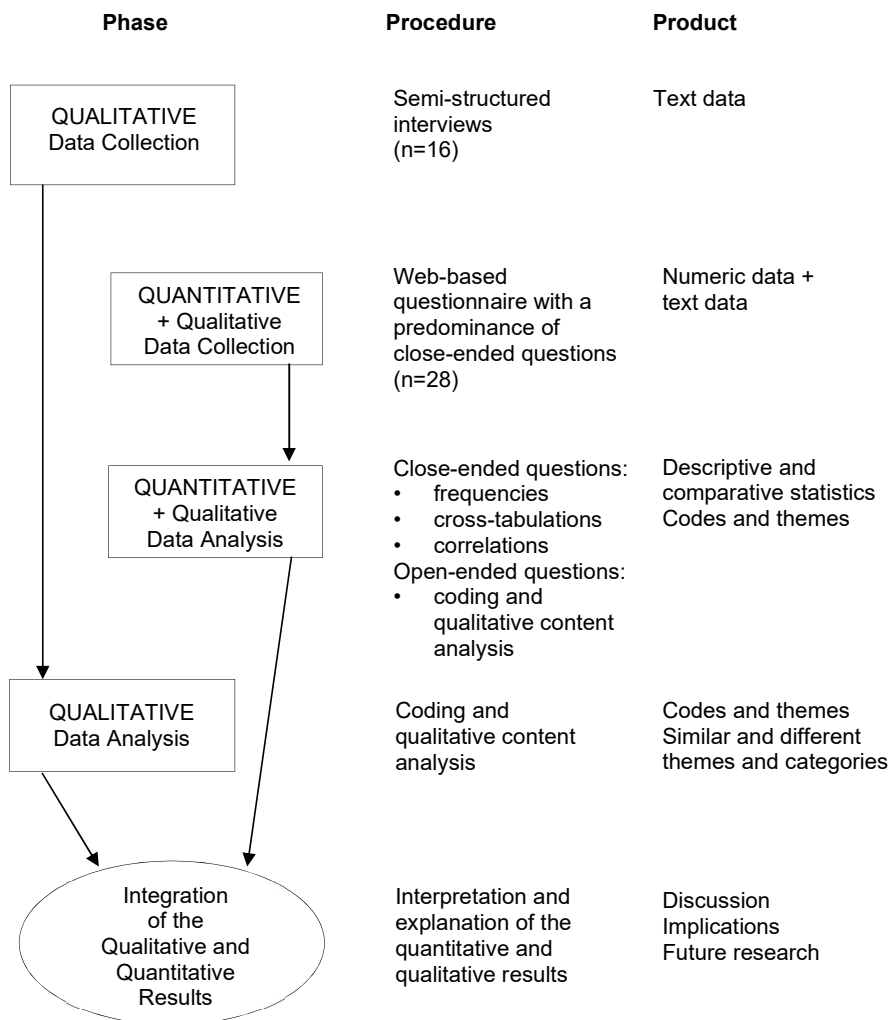 Phase
Procedure
Product
QUALITATIVE
Data Collection
Semi-structured
interviews
(n=16)
Text data
QUANTITATIVE
+ Qualitative
Data Collection
Web-based
questionnaire with a
predominance of
close-ended questions
(n=28)
Numeric data +
text data
QUANTITATIVE
+ Qualitative
Data Analysis
Close-ended questions:
• frequencies
• cross-tabulations
• correlations
Open-ended questions:
• coding and
qualitative content
analysis
Descriptive and
comparative statistics
Codes and themes
QUALITATIVE
Data Analysis
Coding and
qualitative content
analysis
Codes and themes
Similar and different
themes and categories
Integration
of the
Qualitative and
Quantitative
Results
Interpretation and
explanation of the
quantitative and
qualitative results
Discussion
Implications
Future research